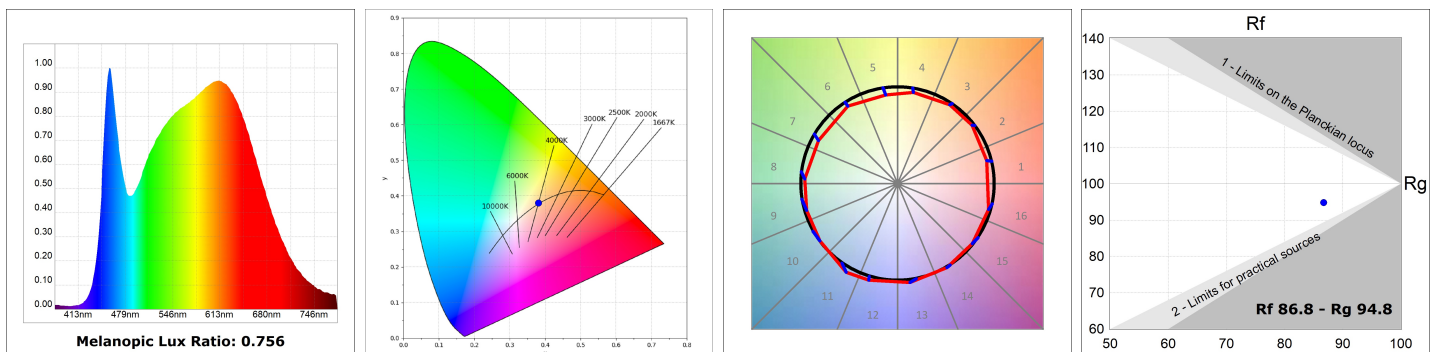 1.00
0.90
0.80
0.70
0.60
0.50
0.40
0.30
0.20
0.10
0.00
413nm 479nm 546nm 613nm 680nm 746nm
Melanopic Lux Ratio: 0.756
0.9
0.8
0.7
0.6
0.5
0.4
0.3
0.2
0.1
0.0
y
0.0 0.1 0.2 0.3 0.4 0.5 0.6 0.7 0.8
10000K
6000K
4000K
3000K
2500K
2000K
1667K
1
2
3
4
5
6
7
8
9
10
11
12
13
14
15
16
Rf
140
130
120
110
100
90
80
70
60
1 - Limits on the Planckian locus
Rg
2 - Limits for practical sources
Rf 86.8 - Rg 94.8
50 60 70 80 90 100